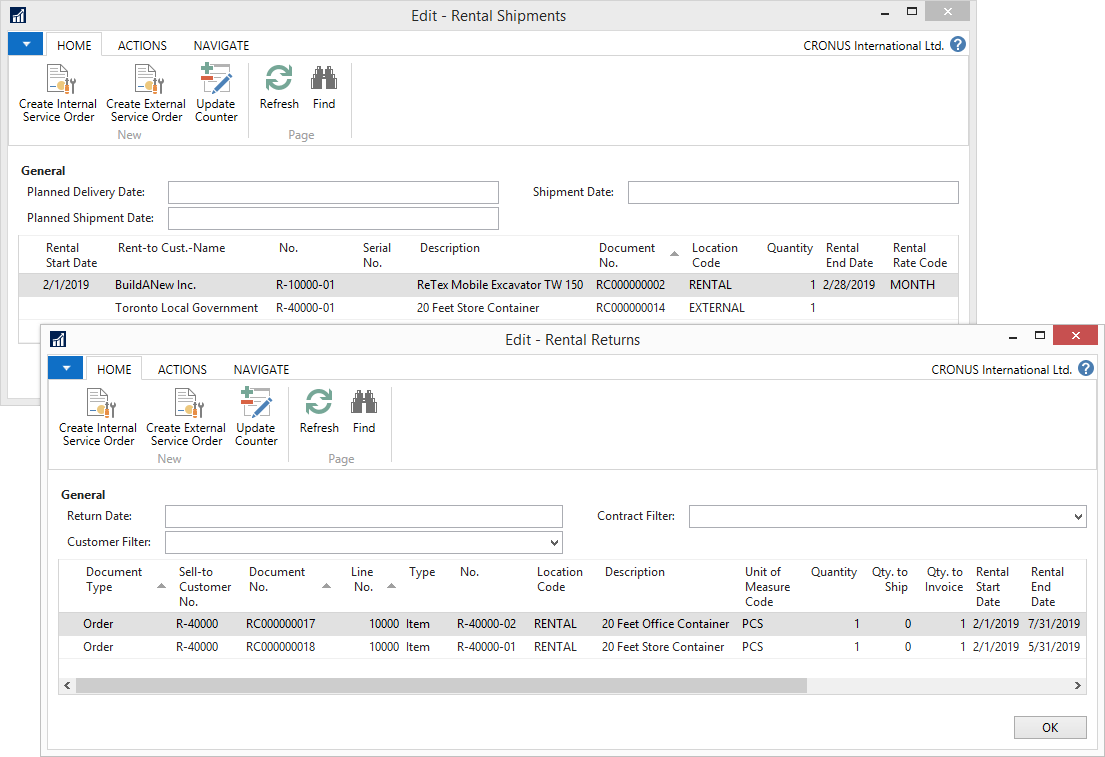 Edit - Rental Shipments
HOME ACTIONS NAVIGATE CRONUS International Ltd. ?
Create Internal Service Order
Create External Service Order
Update Counter
Refresh
Find
New Page
General
Planned Delivery Date: Shipment Date:
Planned Shipment Date:
Rental Start Date Rent-to Cust.-Name No. Serial No. Description Document No. Location Code Quantity Rental End Date Rental Rate Code
2/1/2019 BuildANew Inc. R-10000-01 ReTex Mobile Excavator TW 150 RC000000002 RENTAL 1 2/28/2019 MONTH
Toronto Local Government R-40000-01 20 Feet Store Container RC000000014 EXTERNAL 1
Edit - Rental Returns
HOME ACTIONS NAVIGATE CRONUS International Ltd. ?
Create Internal Service Order
Create External Service Order
Update Counter
Refresh
Find
New Page
General
Return Date: Contract Filter:
Customer Filter:
Document Type Sell-to Customer No. Document No. Line No. Type No. Location Code Description Unit of Measure Code Quantity Qty. to Ship Qty. to Invoice Rental Start Date Rental End Date
Order R-40000 RC000000017 10000 Item R-40000-02 RENTAL 20 Feet Office Container PCS 1 0 1 2/1/2019 7/31/2019
Order R-40000 RC000000018 10000 Item R-40000-01 RENTAL 20 Feet Store Container PCS 1 0 1 2/1/2019 5/31/2019
OK